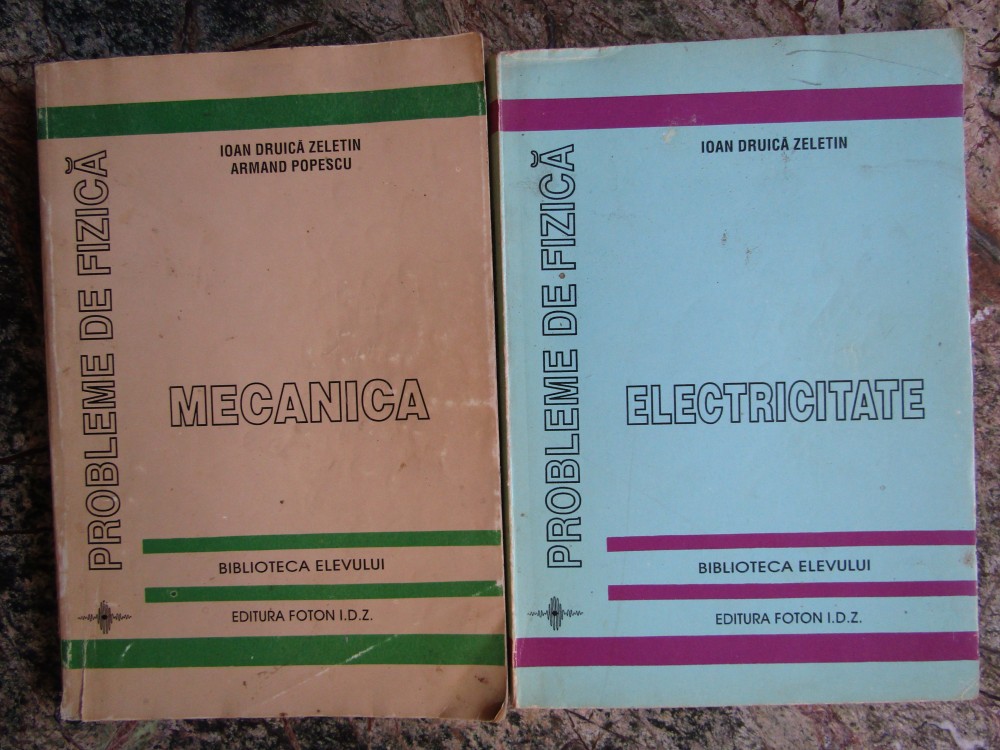 PROBLEME DE FIZICĂ
IOAN DRUICĂ ZELETIN
ARMAND POPESCU
MECANICA
BIBLIOTECA ELEVULUI
EDITURA FOTON I.D.Z.
PROBLEME DE FIZICĂ
IOAN DRUICĂ ZELETIN
ELECTRICITATE
BIBLIOTECA ELEVULUI
EDITURA FOTON I.D.Z.